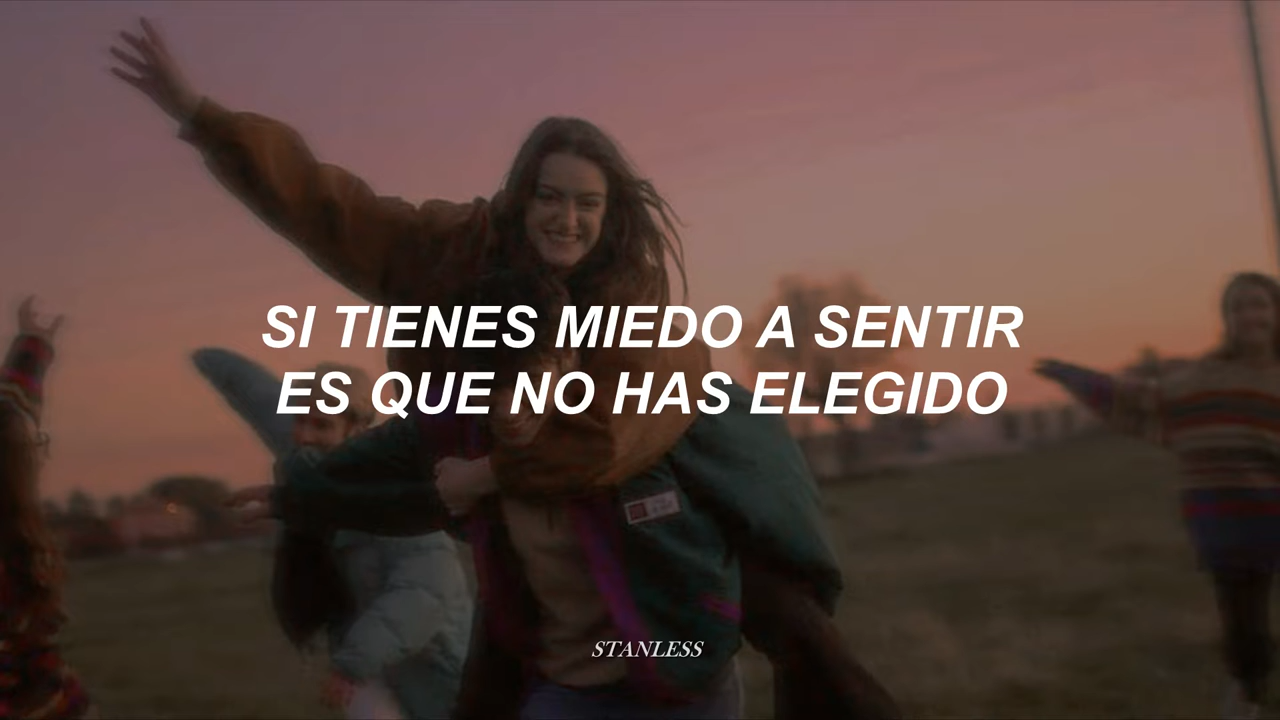 SI TIENES MIEDO A SENTIR
ES QUE NO HAS ELEGIDO
STANLESS